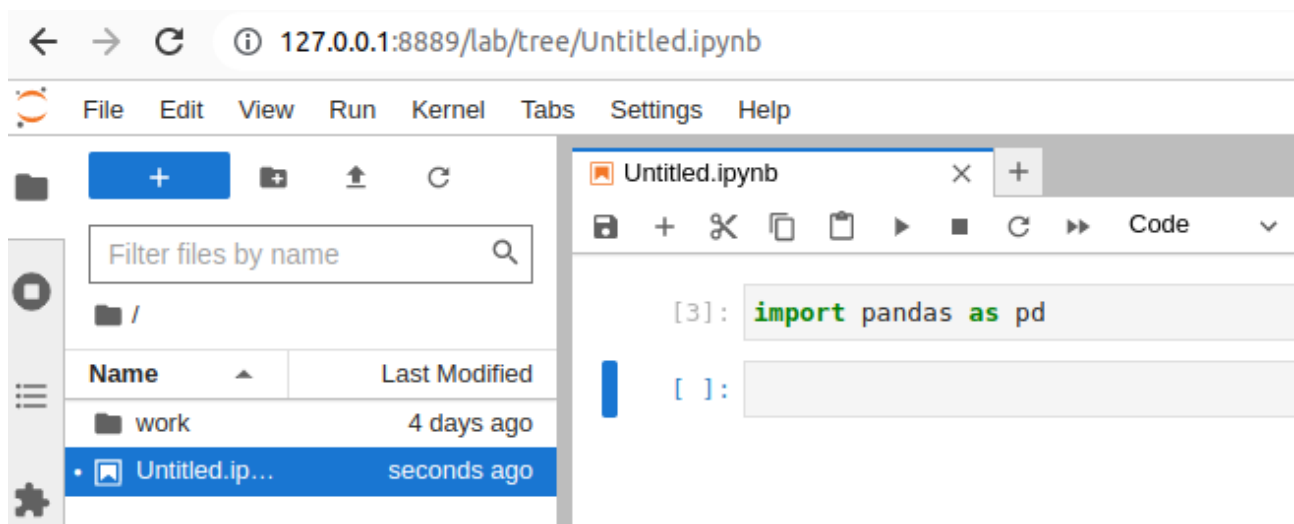 127.0.0.1:8889/lab/tree/Untitled.ipynb
File Edit View Run Kernel Tabs Settings Help
Filter files by name
/
Name Last Modified
work 4 days ago
Untitled.ip… seconds ago
Untitled.ipynb
Code
[3]: import pandas as pd
[ ]: